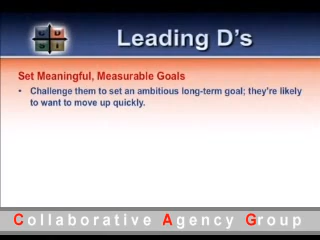 Leading D's
Set Meaningful, Measurable Goals
• Challenge them to set an ambitious long-term goal; they're likely
to want to move up quickly.
Collaborative Agency Group